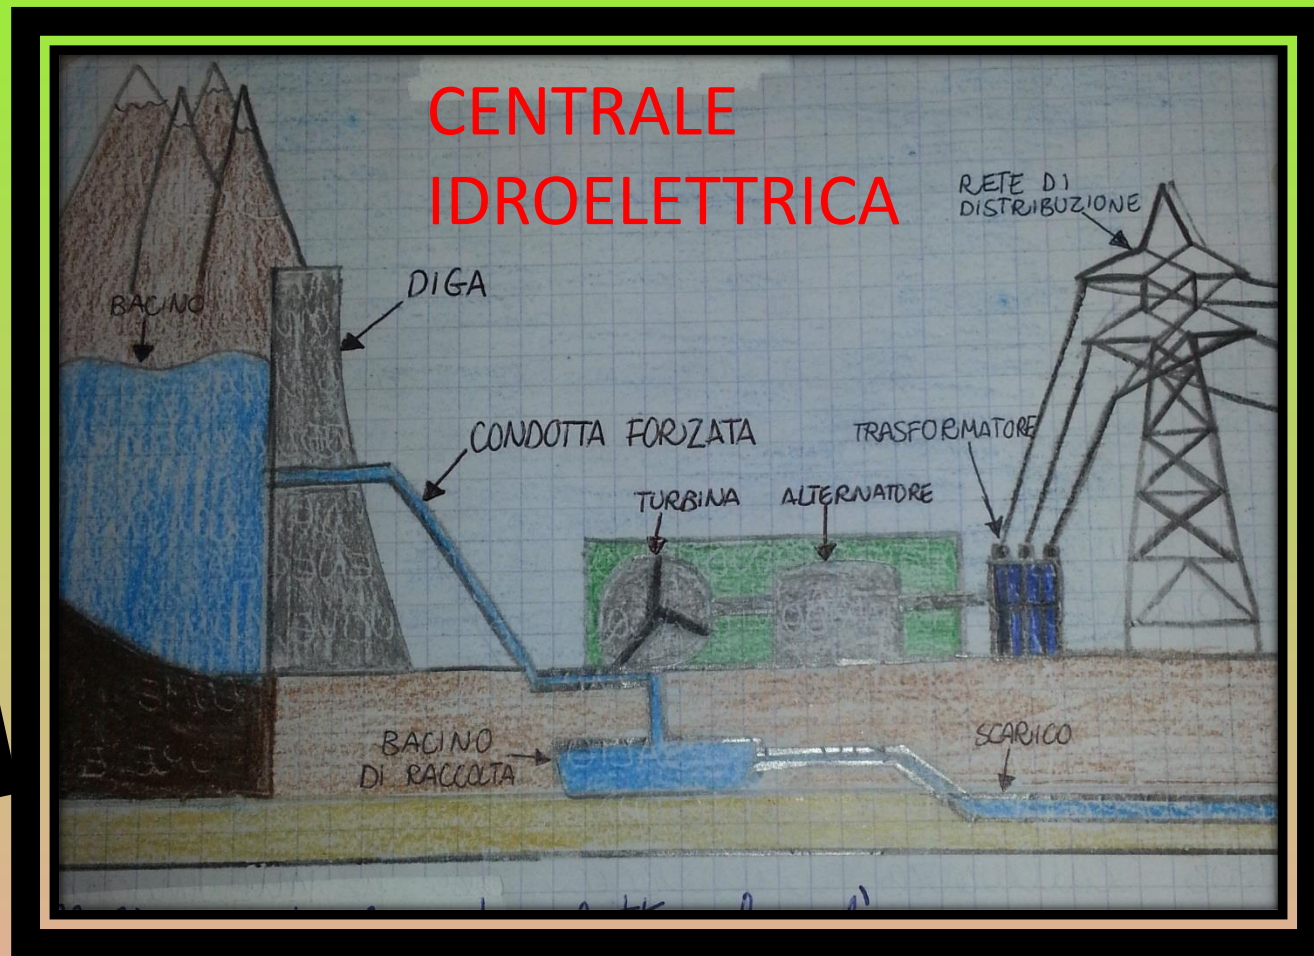 CENTRALE
IDROELETTRICA
RETE DI
DISTRIBUZIONE
DIGA
BACINO
CONDOTTA FORZATA
TRASFORMATORE
TURBINA
ALTERNATORE
BACINO
DI RACCOLTA
SCARICO